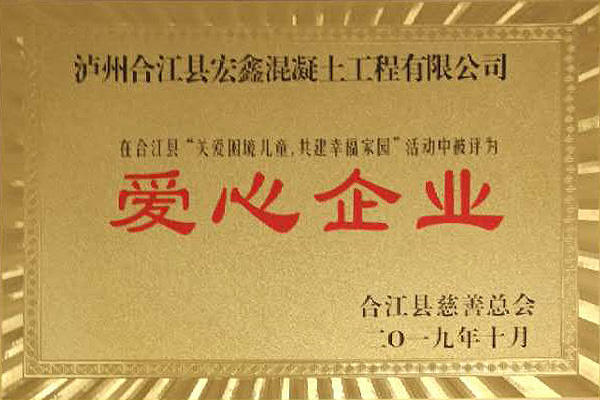 泸州合江县宏鑫混凝土工程有限公司
在合江县“关爱困境儿童,共建幸福家园”活动中被评为
爱心企业
合江县慈善总会
二O一九年十月